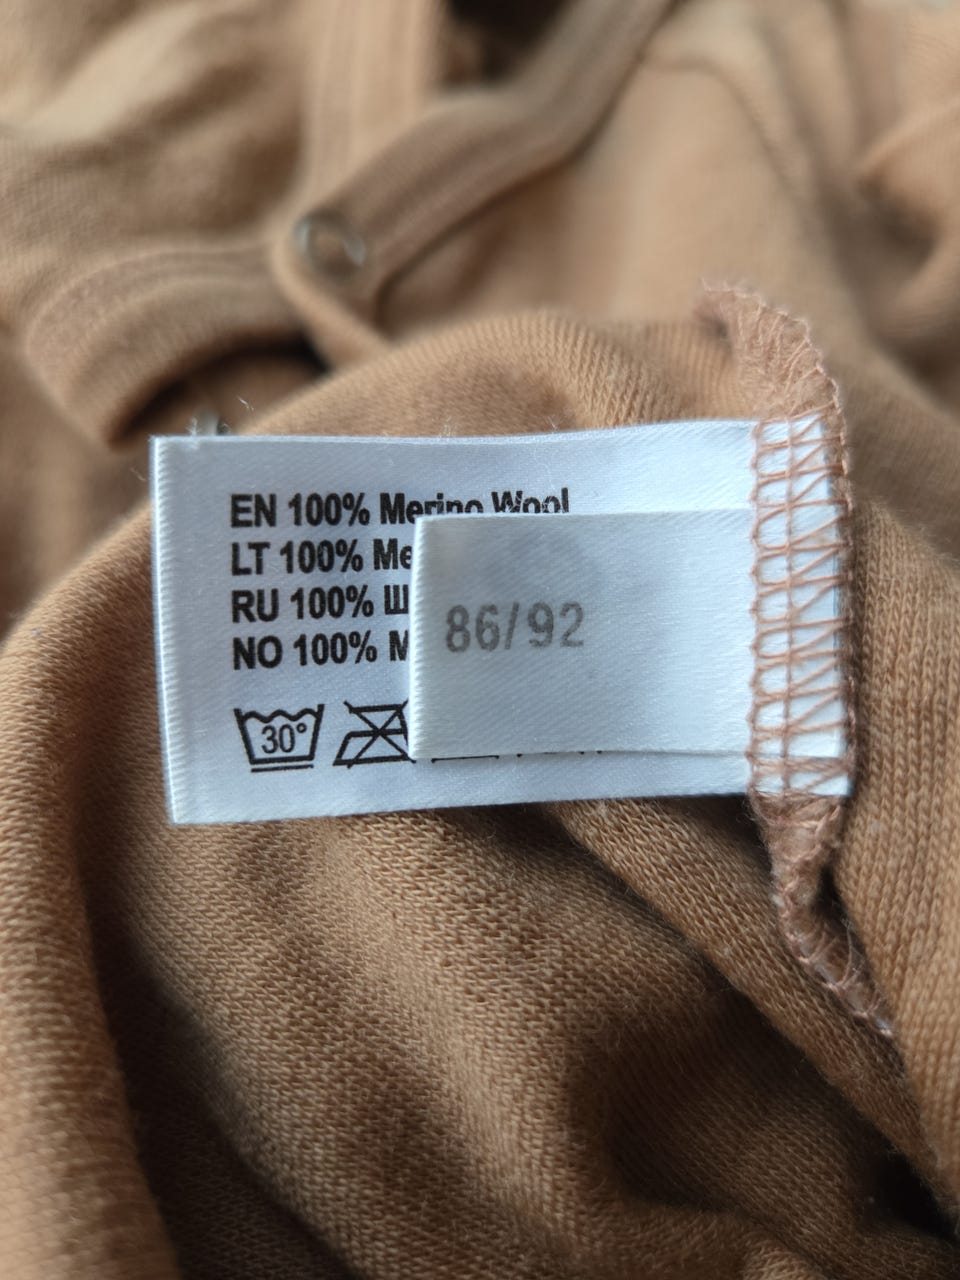 EN 100% Merino Wool
LT 100% Me
RU 100% Ш
NO 100% M
86/92
30°